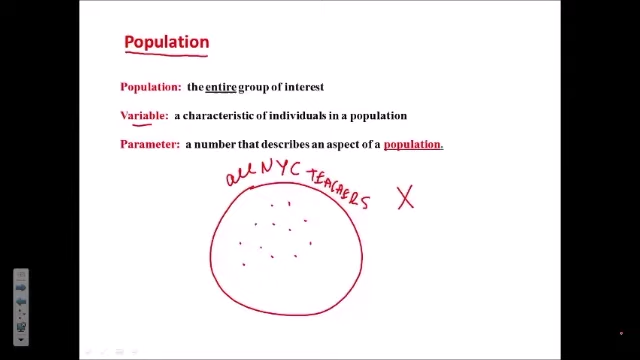 Population
Population: the entire group of interest
Variable: a characteristic of individuals in a population
Parameter: a number that describes an aspect of a population.
all NYC TEACHERS
X